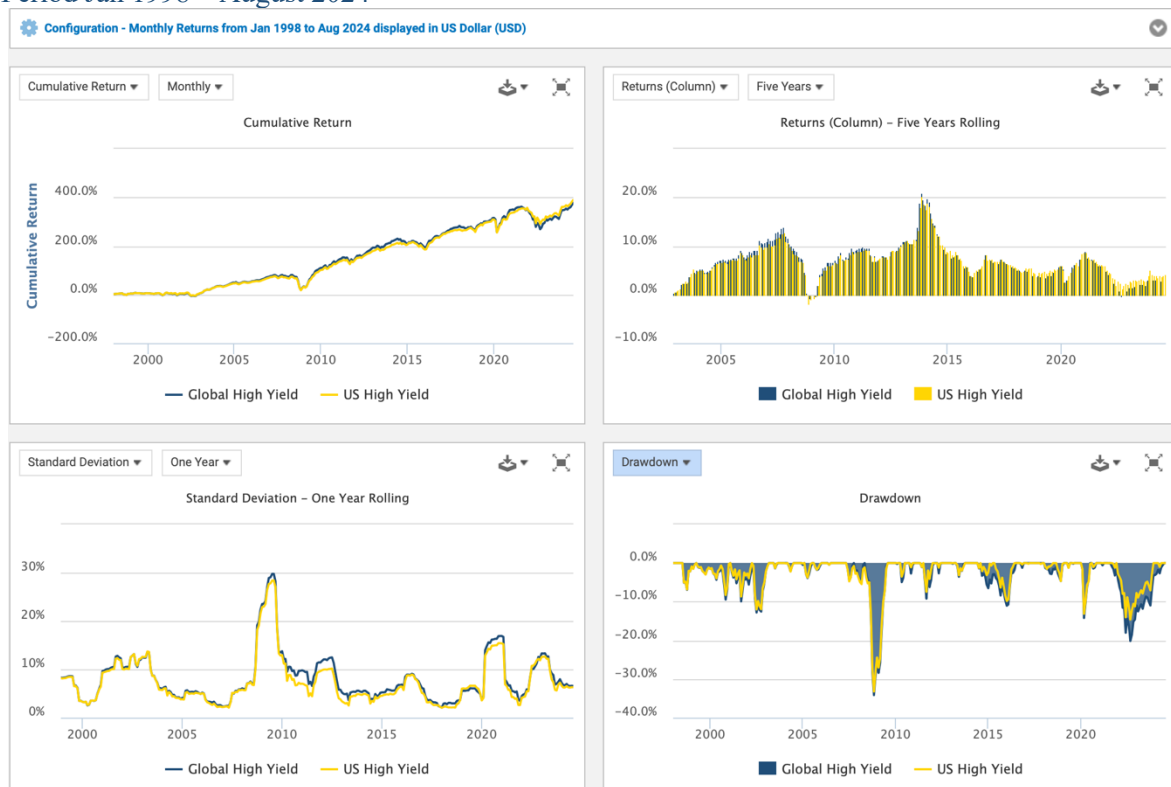 Period Jan 1998 – August 2024
Configuration - Monthly Returns from Jan 1998 to Aug 2024 displayed in US Dollar (USD)
Cumulative Return ▾ Monthly ▾
Cumulative Return
Cumulative Return
400.0%
200.0%
0.0%
−200.0%
2000 2005 2010 2015 2020
Global High Yield US High Yield
Returns (Column) ▾ Five Years ▾
Returns (Column) – Five Years Rolling
20.0%
10.0%
0.0%
−10.0%
2005 2010 2015 2020
Global High Yield US High Yield
Standard Deviation ▾ One Year ▾
Standard Deviation – One Year Rolling
30%
20%
10%
0%
2000 2005 2010 2015 2020
Global High Yield US High Yield
Drawdown ▾
Drawdown
0.0%
−10.0%
−20.0%
−30.0%
−40.0%
2000 2005 2010 2015 2020
Global High Yield US High Yield